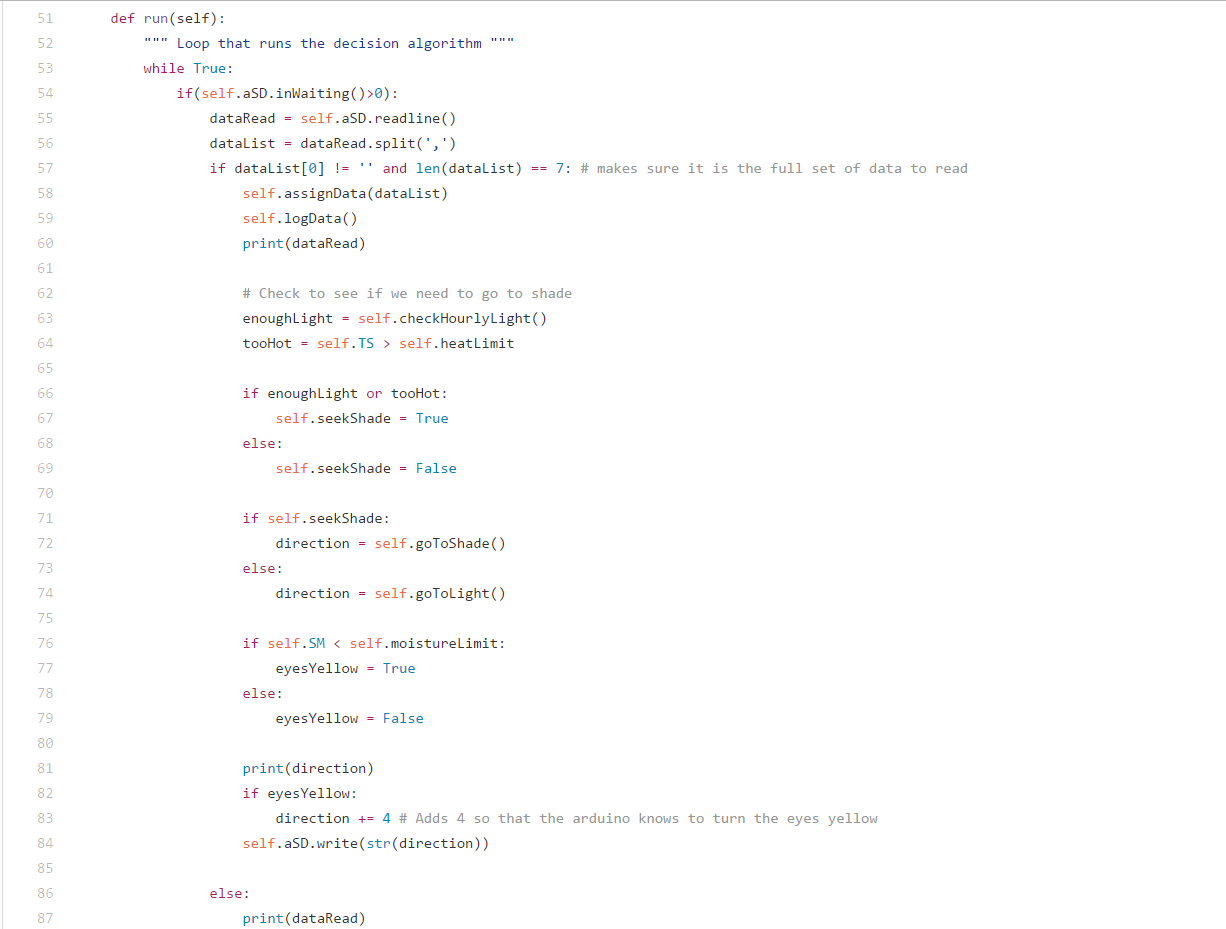 51 def run(self):
52 """ Loop that runs the decision algorithm """
53 while True:
54 if(self.aSD.inWaiting()>0):
55 dataRead = self.aSD.readline()
56 dataList = dataRead.split(',')
57 if dataList[0] != '' and len(dataList) == 7: # makes sure it is the full set of data to read
58 self.assignData(dataList)
59 self.logData()
60 print(dataRead)
61
62 # Check to see if we need to go to shade
63 enoughLight = self.checkHourlyLight()
64 tooHot = self.TS > self.heatLimit
65
66 if enoughLight or tooHot:
67 self.seekShade = True
68 else:
69 self.seekShade = False
70
71 if self.seekShade:
72 direction = self.goToShade()
73 else:
74 direction = self.goToLight()
75
76 if self.SM < self.moistureLimit:
77 eyesYellow = True
78 else:
79 eyesYellow = False
80
81 print(direction)
82 if eyesYellow:
83 direction += 4 # Adds 4 so that the arduino knows to turn the eyes yellow
84 self.aSD.write(str(direction))
85
86 else:
87 print(dataRead)